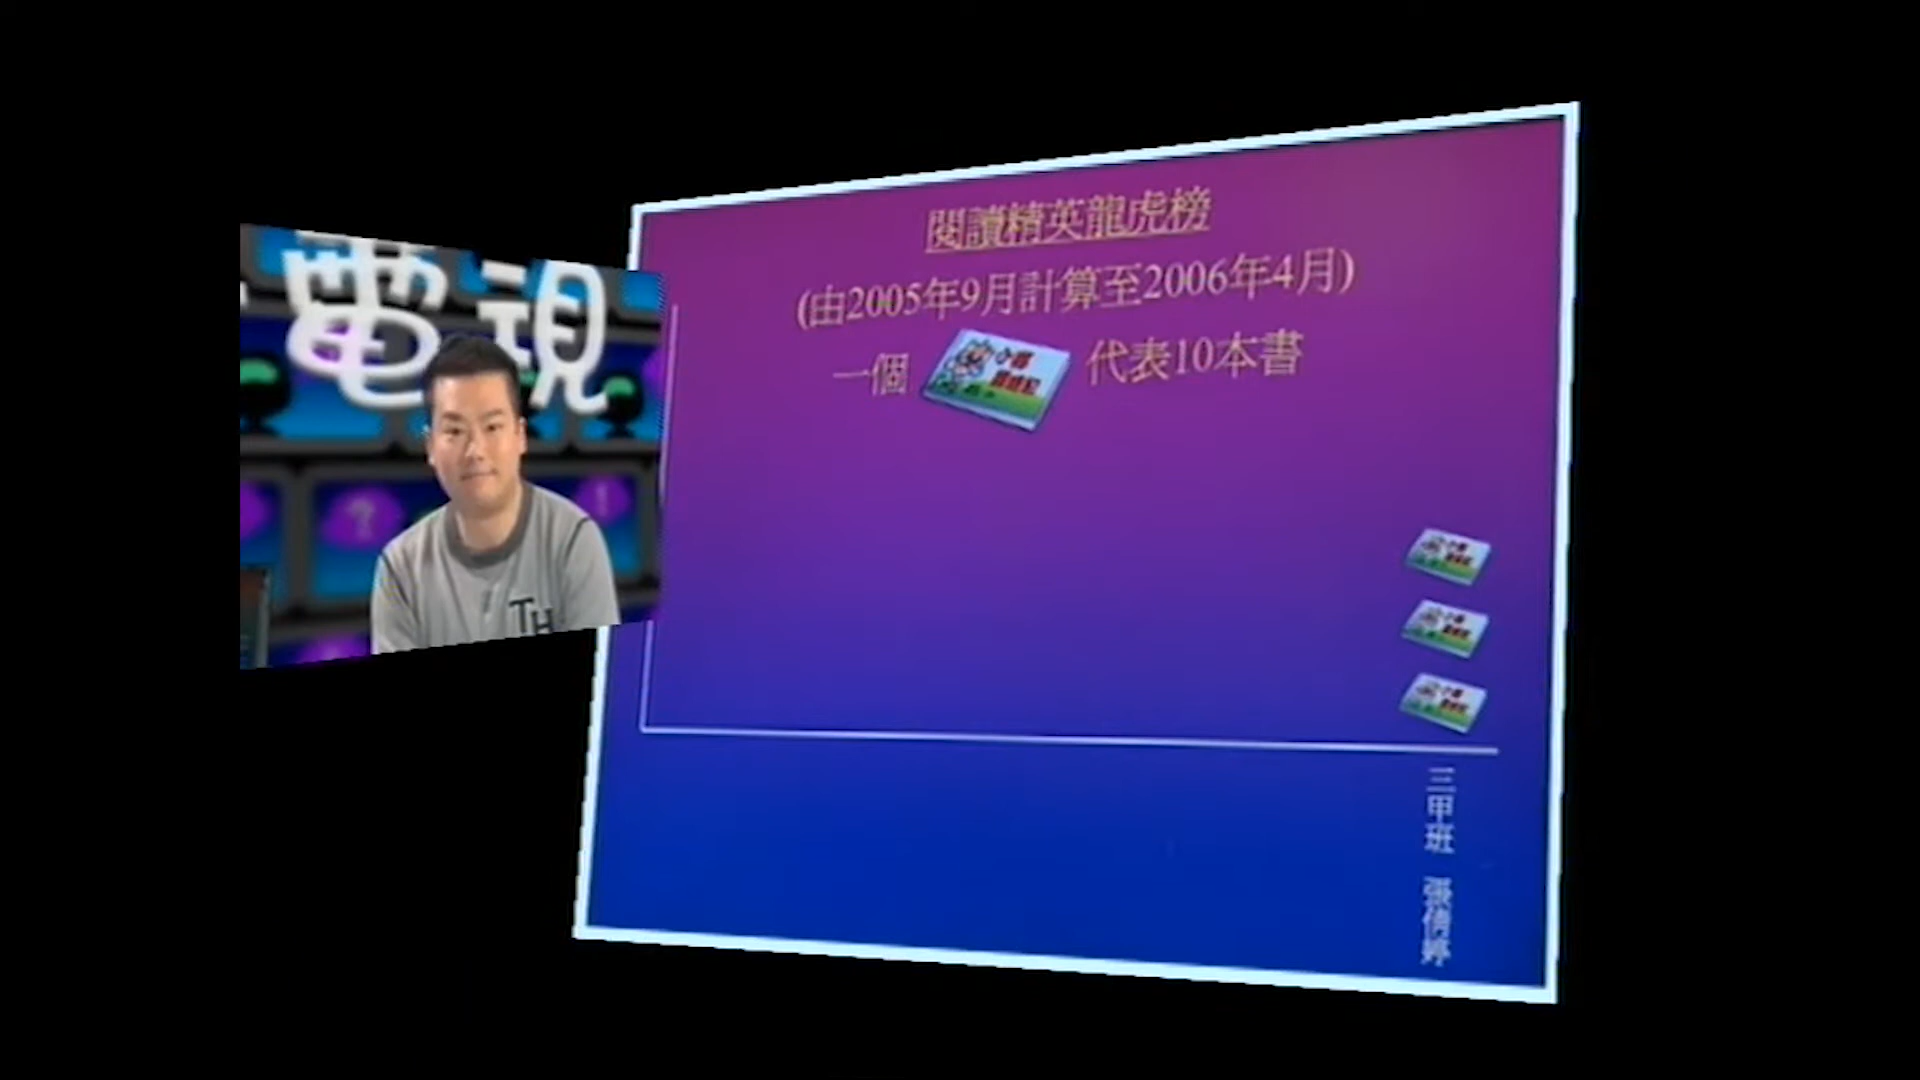 電視
TH
閱讀精英龍虎榜
(由2005年9月計算至2006年4月)
一個
代表10本書
三甲班 張倩婷